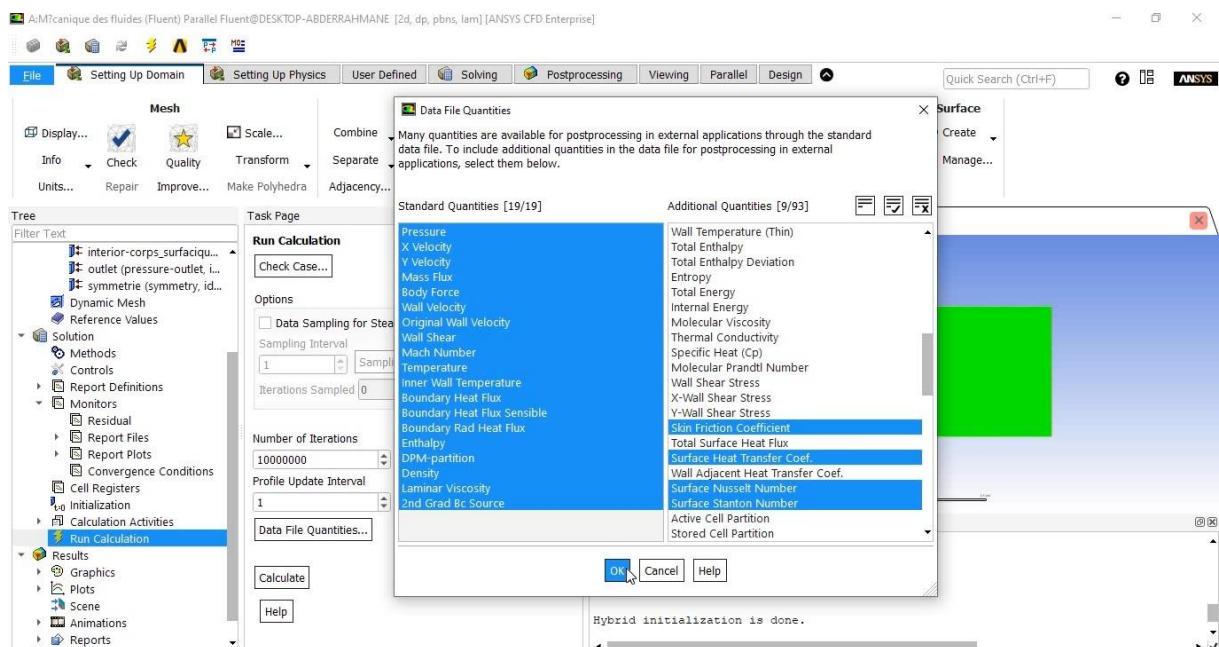 A:M?canique des fluides (Fluent) Parallel Fluent@DESKTOP-ABDERRAHMANE [2d, dp, pbns, lam] [ANSYS CFD Enterprise]
File Setting Up Domain Setting Up Physics User Defined Solving Postprocessing Viewing Parallel Design Quick Search (Ctrl+F) ANSYS
Mesh
Surface
Display... Scale... Combine Create
Info Check Quality Transform Separate Manage...
Units... Repair Improve... Make Polyhedra Adjacency...
Data File Quantities
Many quantities are available for postprocessing in external applications through the standard
data file. To include additional quantities in the data file for postprocessing in external
applications, select them below.
Standard Quantities [19/19]
Pressure
X Velocity
Y Velocity
Mass Flux
Body Force
Wall Velocity
Original Wall Velocity
Wall Shear
Mach Number
Temperature
Inner Wall Temperature
Boundary Heat Flux
Boundary Heat Flux Sensible
Boundary Rad Heat Flux
Enthalpy
DPM-partition
Density
Laminar Viscosity
2nd Grad Bc Source
Additional Quantities [9/93]
Wall Temperature (Thin)
Total Enthalpy
Total Enthalpy Deviation
Entropy
Total Energy
Internal Energy
Molecular Viscosity
Thermal Conductivity
Specific Heat (Cp)
Molecular Prandtl Number
Wall Shear Stress
X-Wall Shear Stress
Y-Wall Shear Stress
Skin Friction Coefficient
Total Surface Heat Flux
Surface Heat Transfer Coef.
Wall Adjacent Heat Transfer Coef.
Surface Nusselt Number
Surface Stanton Number
Active Cell Partition
Stored Cell Partition
OK Cancel Help
Tree
Filter Text
interior-corps_surfaciqu...
outlet (pressure-outlet, i...
symmetrie (symmetry, id...
Dynamic Mesh
Reference Values
Solution
Methods
Controls
Report Definitions
Monitors
Residual
Report Files
Report Plots
Convergence Conditions
Cell Registers
Initialization
Calculation Activities
Run Calculation
Results
Graphics
Plots
Scene
Animations
Reports
Task Page
Run Calculation
Check Case...
Options
Data Sampling for Stea
Sampling Interval
1 Sampli
Iterations Sampled 0
Number of Iterations
10000000
Profile Update Interval
1
Data File Quantities...
Calculate
Help
Hybrid initialization is done.